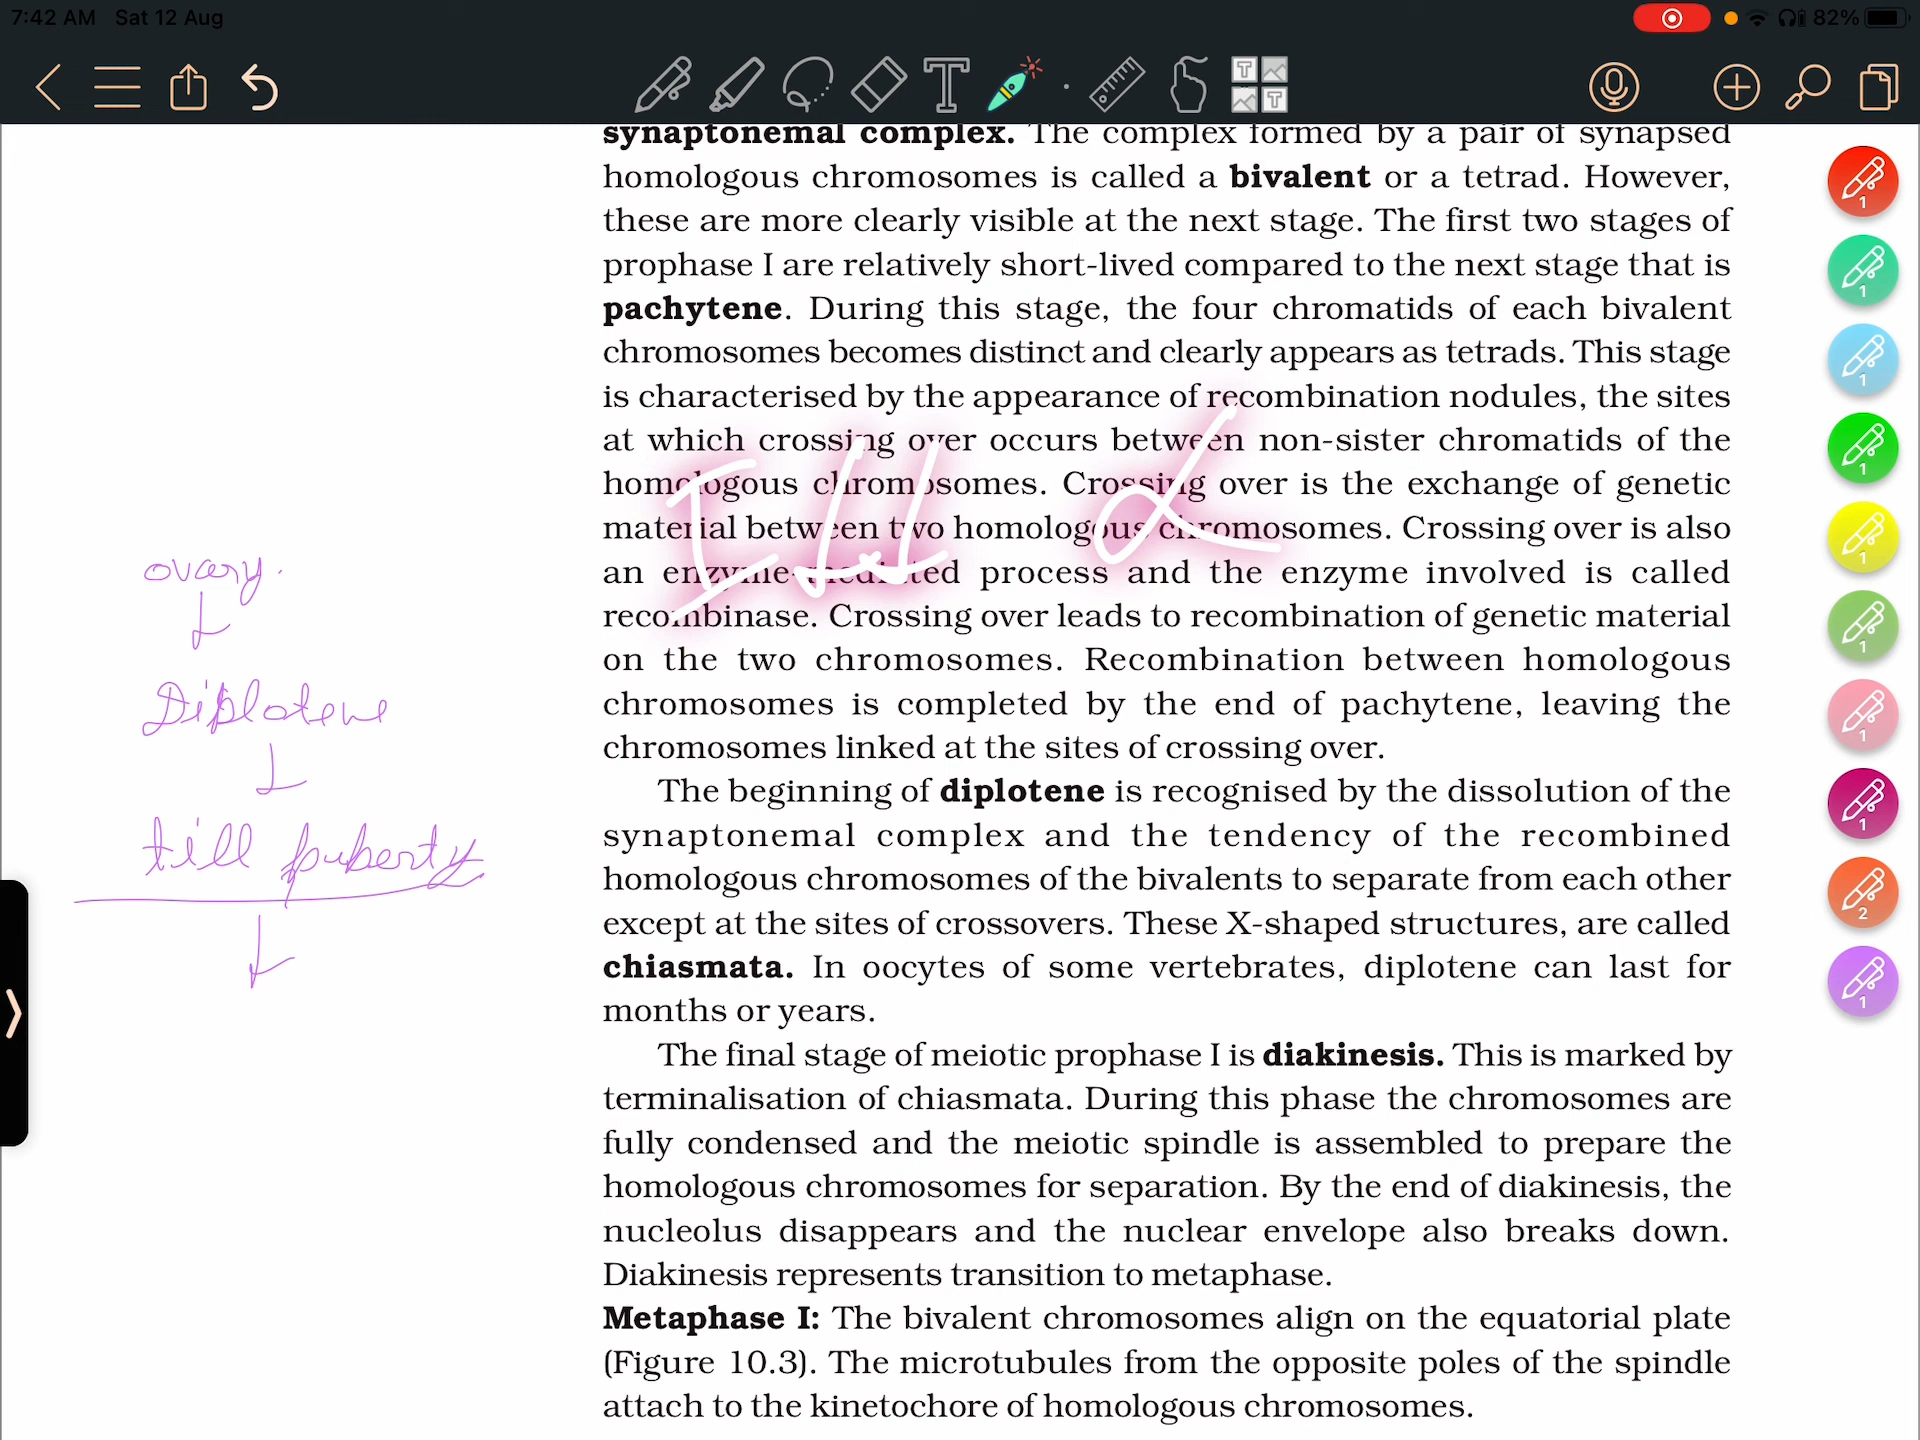 7:42 AM Sat 12 Aug
82%
synaptonemal complex. The complex formed by a pair of synapsed
homologous chromosomes is called a bivalent or a tetrad. However,
these are more clearly visible at the next stage. The first two stages of
prophase I are relatively short-lived compared to the next stage that is
pachytene. During this stage, the four chromatids of each bivalent
chromosomes becomes distinct and clearly appears as tetrads. This stage
is characterised by the appearance of recombination nodules, the sites
at which crossing over occurs between non-sister chromatids of the
homologous chromosomes. Crossing over is the exchange of genetic
material between two homologous chromosomes. Crossing over is also
an enzyme-mediated process and the enzyme involved is called
recombinase. Crossing over leads to recombination of genetic material
on the two chromosomes. Recombination between homologous
chromosomes is completed by the end of pachytene, leaving the
chromosomes linked at the sites of crossing over.
The beginning of diplotene is recognised by the dissolution of the
synaptonemal complex and the tendency of the recombined
homologous chromosomes of the bivalents to separate from each other
except at the sites of crossovers. These X-shaped structures, are called
chiasmata. In oocytes of some vertebrates, diplotene can last for
months or years.
The final stage of meiotic prophase I is diakinesis. This is marked by
terminalisation of chiasmata. During this phase the chromosomes are
fully condensed and the meiotic spindle is assembled to prepare the
homologous chromosomes for separation. By the end of diakinesis, the
nucleolus disappears and the nuclear envelope also breaks down.
Diakinesis represents transition to metaphase.
Metaphase I: The bivalent chromosomes align on the equatorial plate
(Figure 10.3). The microtubules from the opposite poles of the spindle
attach to the kinetochore of homologous chromosomes.
ovary.
Diplotene
till puberty
T
T
T
1
1
1
1
1
1
1
1
2
1